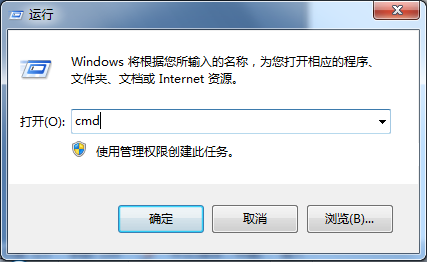 运行
Windows 将根据您所输入的名称，为您打开相应的程序、
文件夹、文档或 Internet 资源。
打开(O): cmd
使用管理权限创建此任务。
确定 取消 浏览(B)...